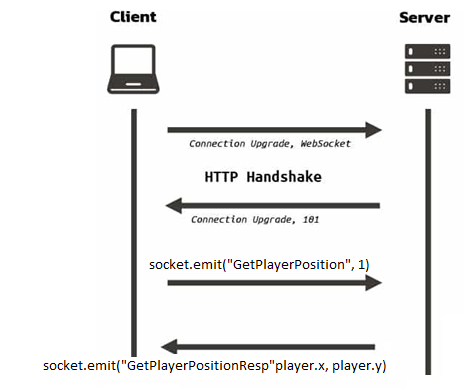 Client
Server
Connection Upgrade, WebSocket
HTTP Handshake
Connection Upgrade, 101
socket.emit("GetPlayerPosition", 1)
socket.emit("GetPlayerPositionResp"player.x, player.y)